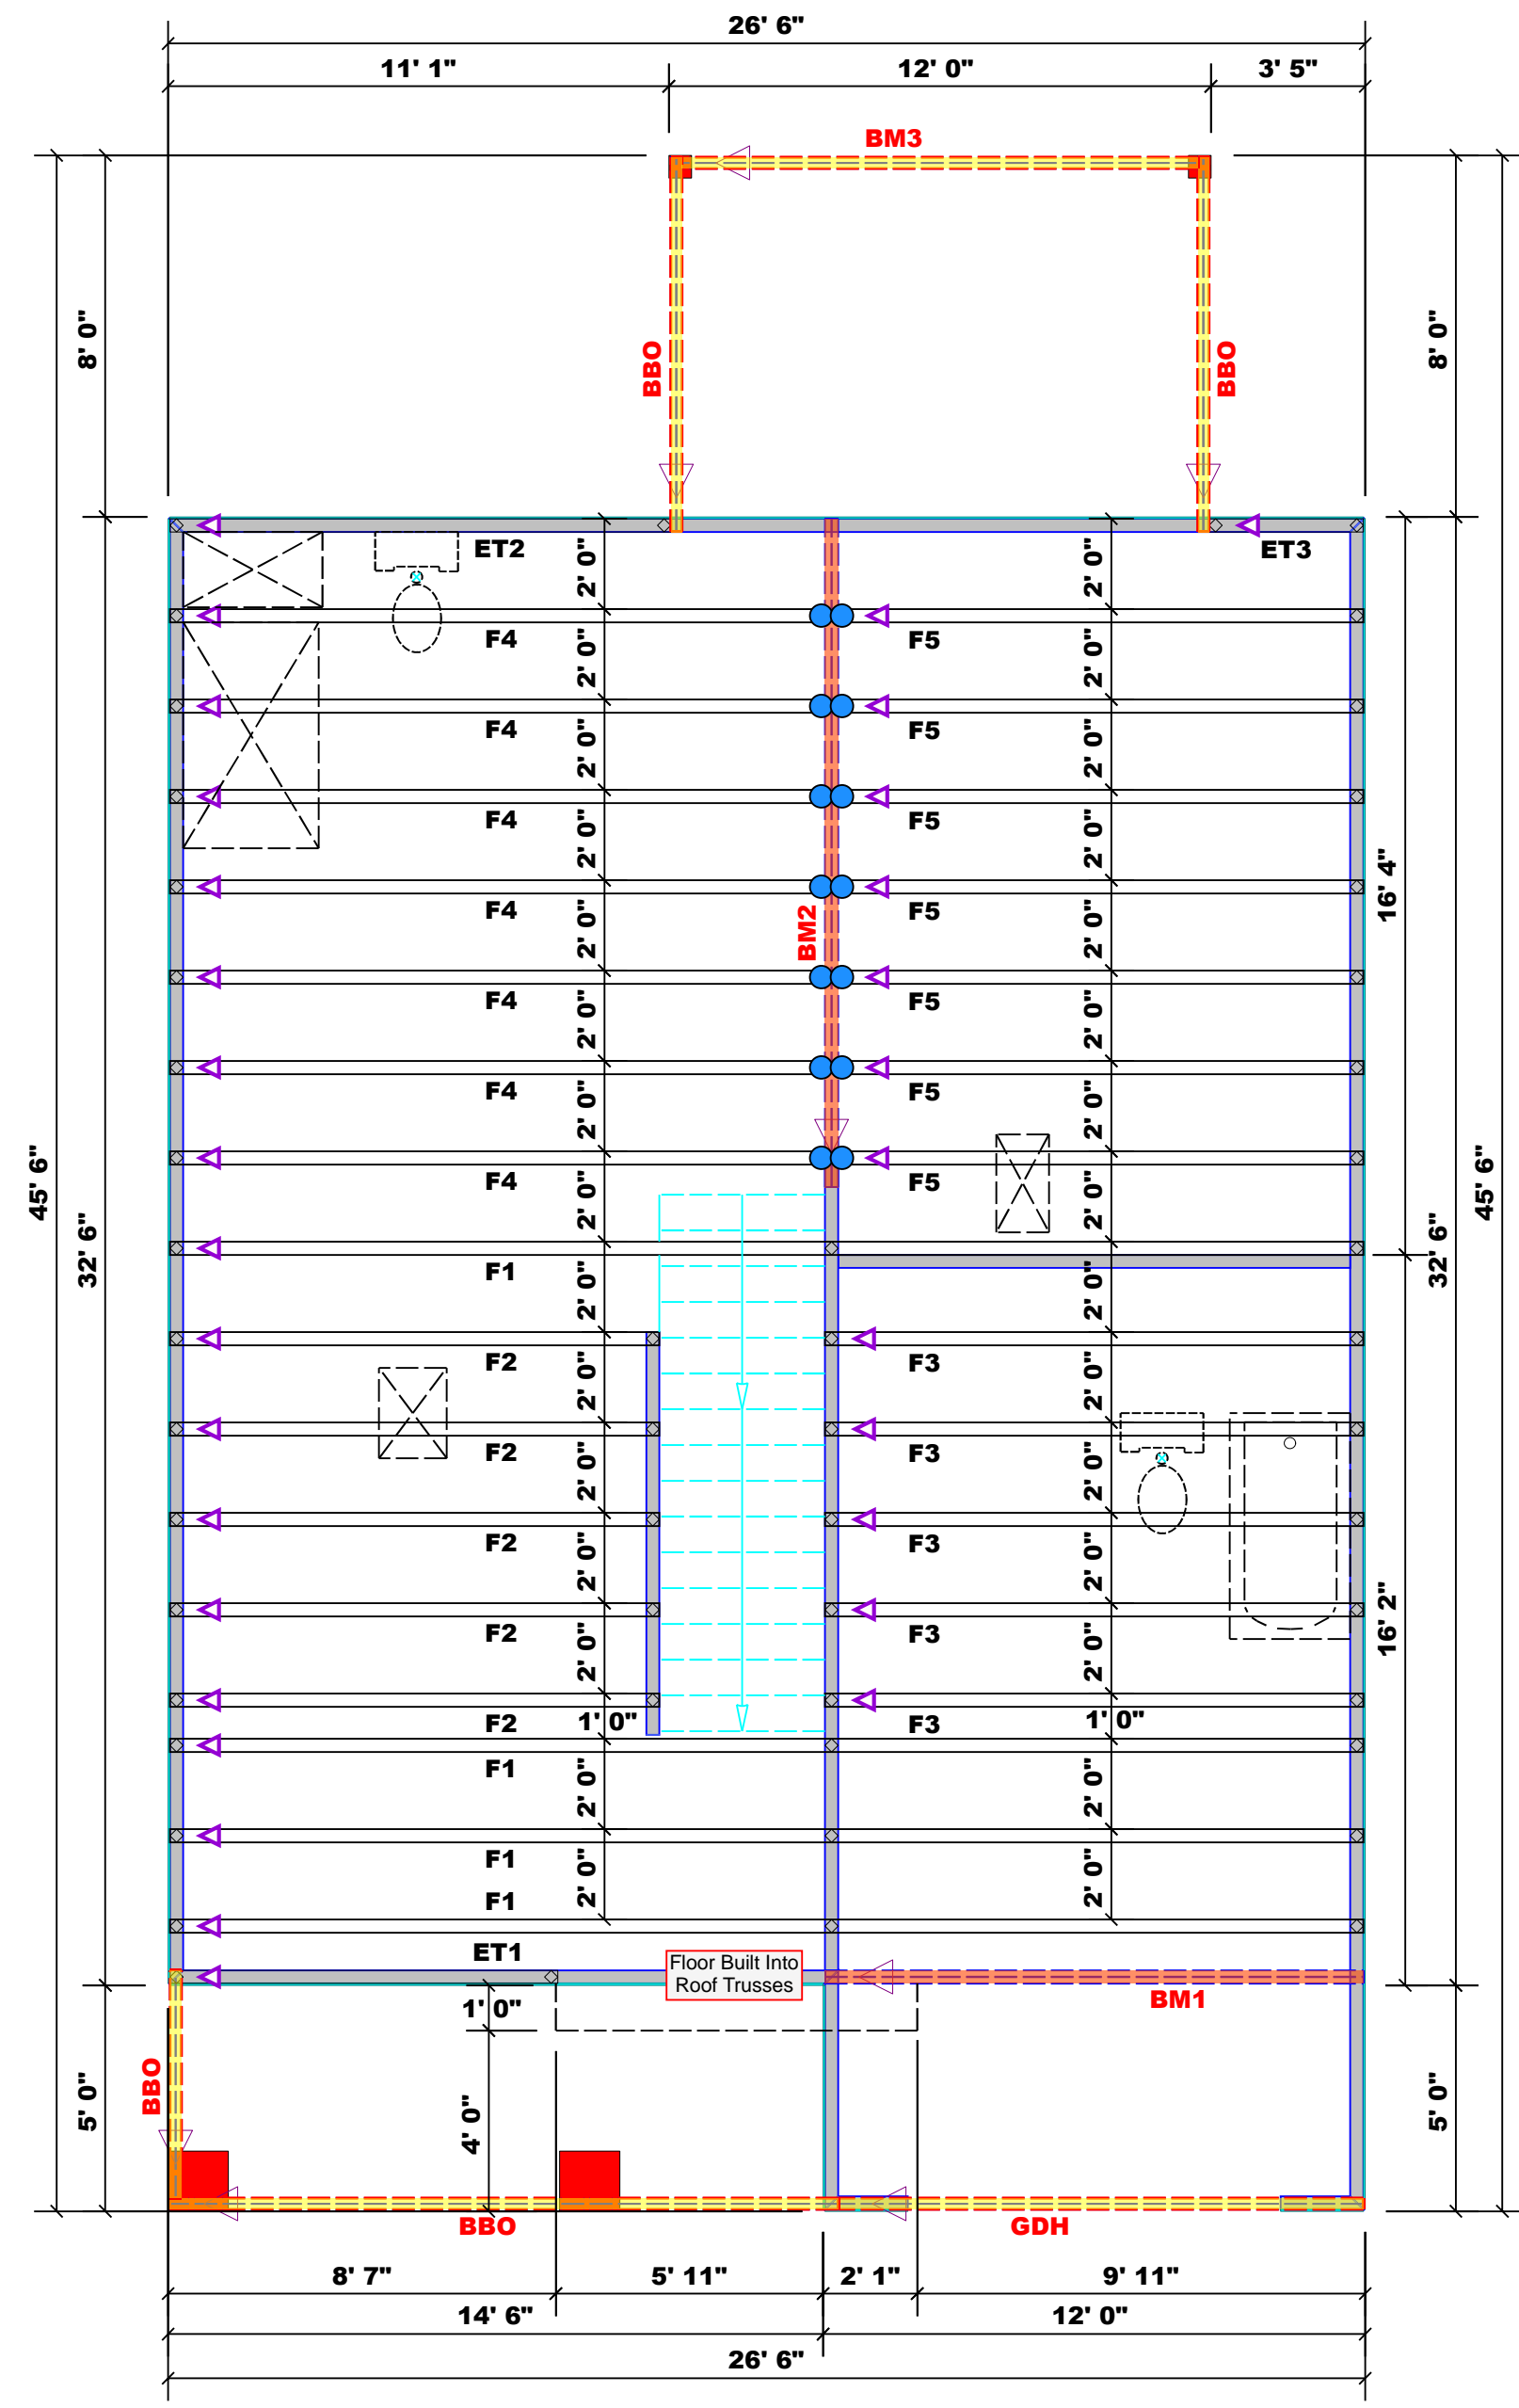 26' 6"
11' 1"
12' 0"
3' 5"
BM3
8' 0"
BBO
BBO
8' 0"
ET2
2' 0"
2' 0"
ET3
F4
2' 0"
F5
2' 0"
F4
2' 0"
F5
2' 0"
F4
2' 0"
F5
2' 0"
16' 4"
F4
BM2
2' 0"
F5
2' 0"
F4
2' 0"
F5
2' 0"
F4
2' 0"
F5
2' 0"
45' 6"
45' 6"
F4
2' 0"
F5
2' 0"
32' 6"
32' 6"
F1
2' 0"
2' 0"
F2
2' 0"
F3
2' 0"
F2
2' 0"
F3
2' 0"
F2
2' 0"
F3
2' 0"
16' 2"
F2
2' 0"
F3
2' 0"
F2
1' 0"
F3
1' 0"
F1
2' 0"
2' 0"
F1
F1
2' 0"
2' 0"
ET1
Floor Built Into
Roof Trusses
BM1
1' 0"
5' 0"
BBO
4' 0"
5' 0"
BBO
GDH
8' 7"
5' 11"
2' 1"
9' 11"
14' 6"
12' 0"
26' 6"